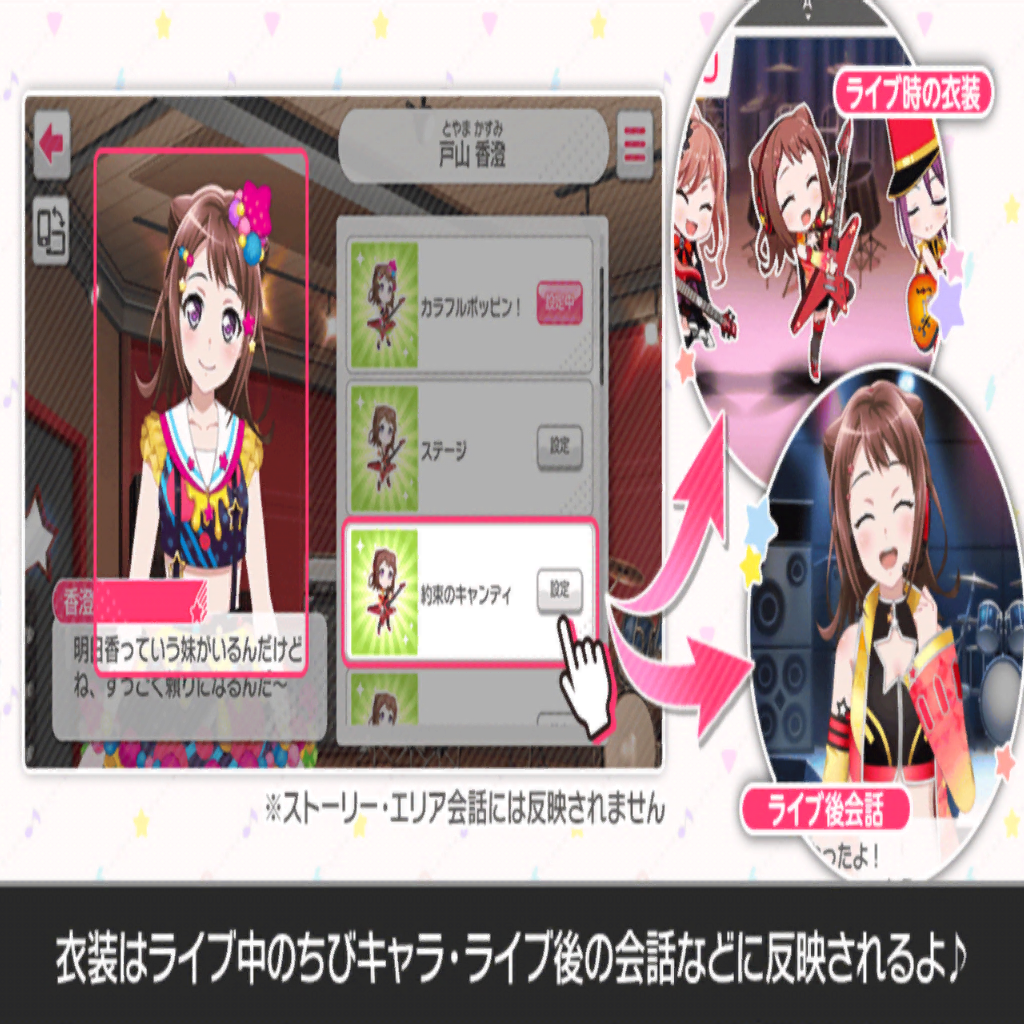 ライブ時の衣装
とやま かすみ
戸山 香澄
カラフルポッピン！
設定中
ステージ
設定
約束のキャンディ
設定
香澄
明日香っていう妹がいるんだけど
ね、すっごく頼りになるんだ～
※ストーリー・エリア会話には反映されません
ライブ後会話
ったよ！
衣装はライブ中のちびキャラ・ライブ後の会話などに反映されるよ♪